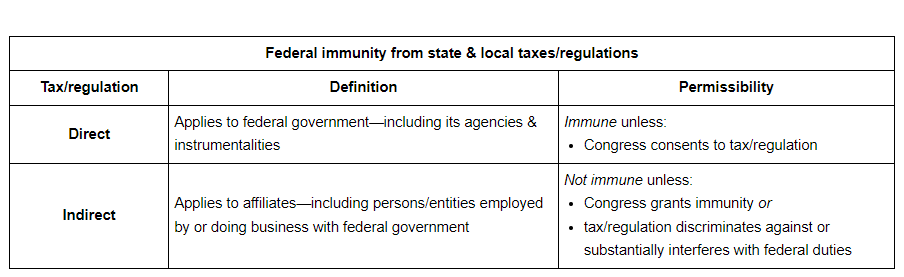 Federal immunity from state & local taxes/regulations
Tax/regulation
Definition
Permissibility
Direct
Applies to federal government—including its agencies &
instrumentalities
Immune unless:
• Congress consents to tax/regulation
Indirect
Applies to affiliates—including persons/entities employed
by or doing business with federal government
Not immune unless:
• Congress grants immunity or
• tax/regulation discriminates against or
substantially interferes with federal duties